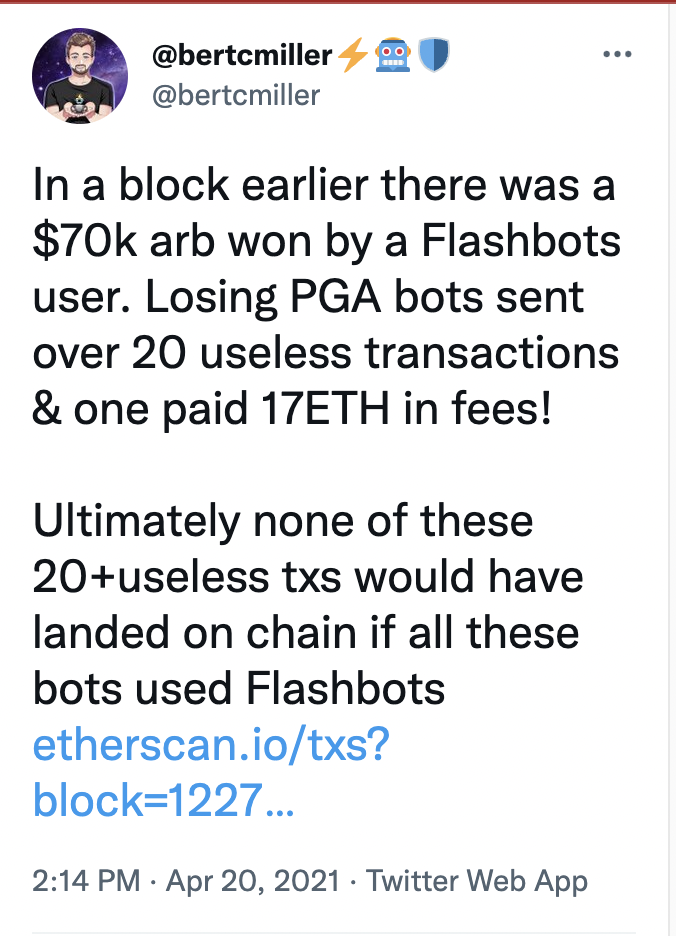 @bertcmiller⚡🤖🛡️
@bertcmiller
In a block earlier there was a
$70k arb won by a Flashbots
user. Losing PGA bots sent
over 20 useless transactions
& one paid 17ETH in fees!
Ultimately none of these
20+useless txs would have
landed on chain if all these
bots used Flashbots
etherscan.io/txs?
block=1227...
2:14 PM · Apr 20, 2021 · Twitter Web App